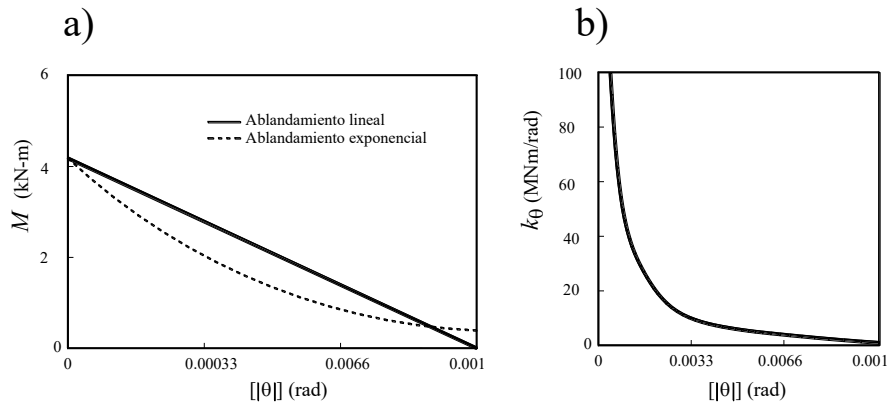 a)
6
4
2
0
M (kN-m)
Ablandamiento lineal
Ablandamiento exponencial
0 0.00033 0.0066 0.001
[|θ|] (rad)
b)
100
80
60
40
20
0
kθ (MNm/rad)
0 0.0033 0.0066 0.001
[|θ|] (rad)